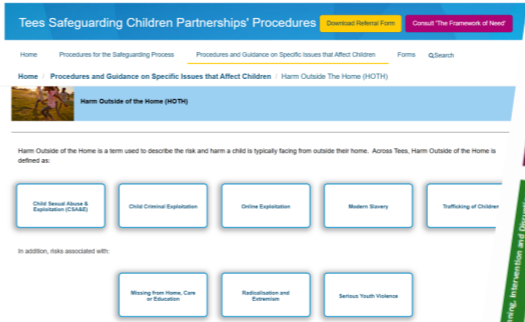 Tees Safeguarding Children Partnerships' Procedures
Download Referral Form
Consult 'The Framework of Need'
Home
Procedures for the Safeguarding Process
Procedures and Guidance on Specific Issues that Affect Children
Forms
Search
Home / Procedures and Guidance on Specific Issues that Affect Children / Harm Outside The Home (HOTH)
Harm Outside of the Home (HOTH)
Harm Outside of the Home is a term used to describe the risk and harm a child is typically facing from outside their home. Across Tees, Harm Outside of the Home is
defined as:
Child Sexual Abuse &
Exploitation (CSA&E)
Child Criminal Exploitation
Online Exploitation
Modern Slavery
Trafficking of Children
In addition, risks associated with:
Missing from Home, Care
or Education
Radicalisation and
Extremism
Serious Youth Violence
Intervention and